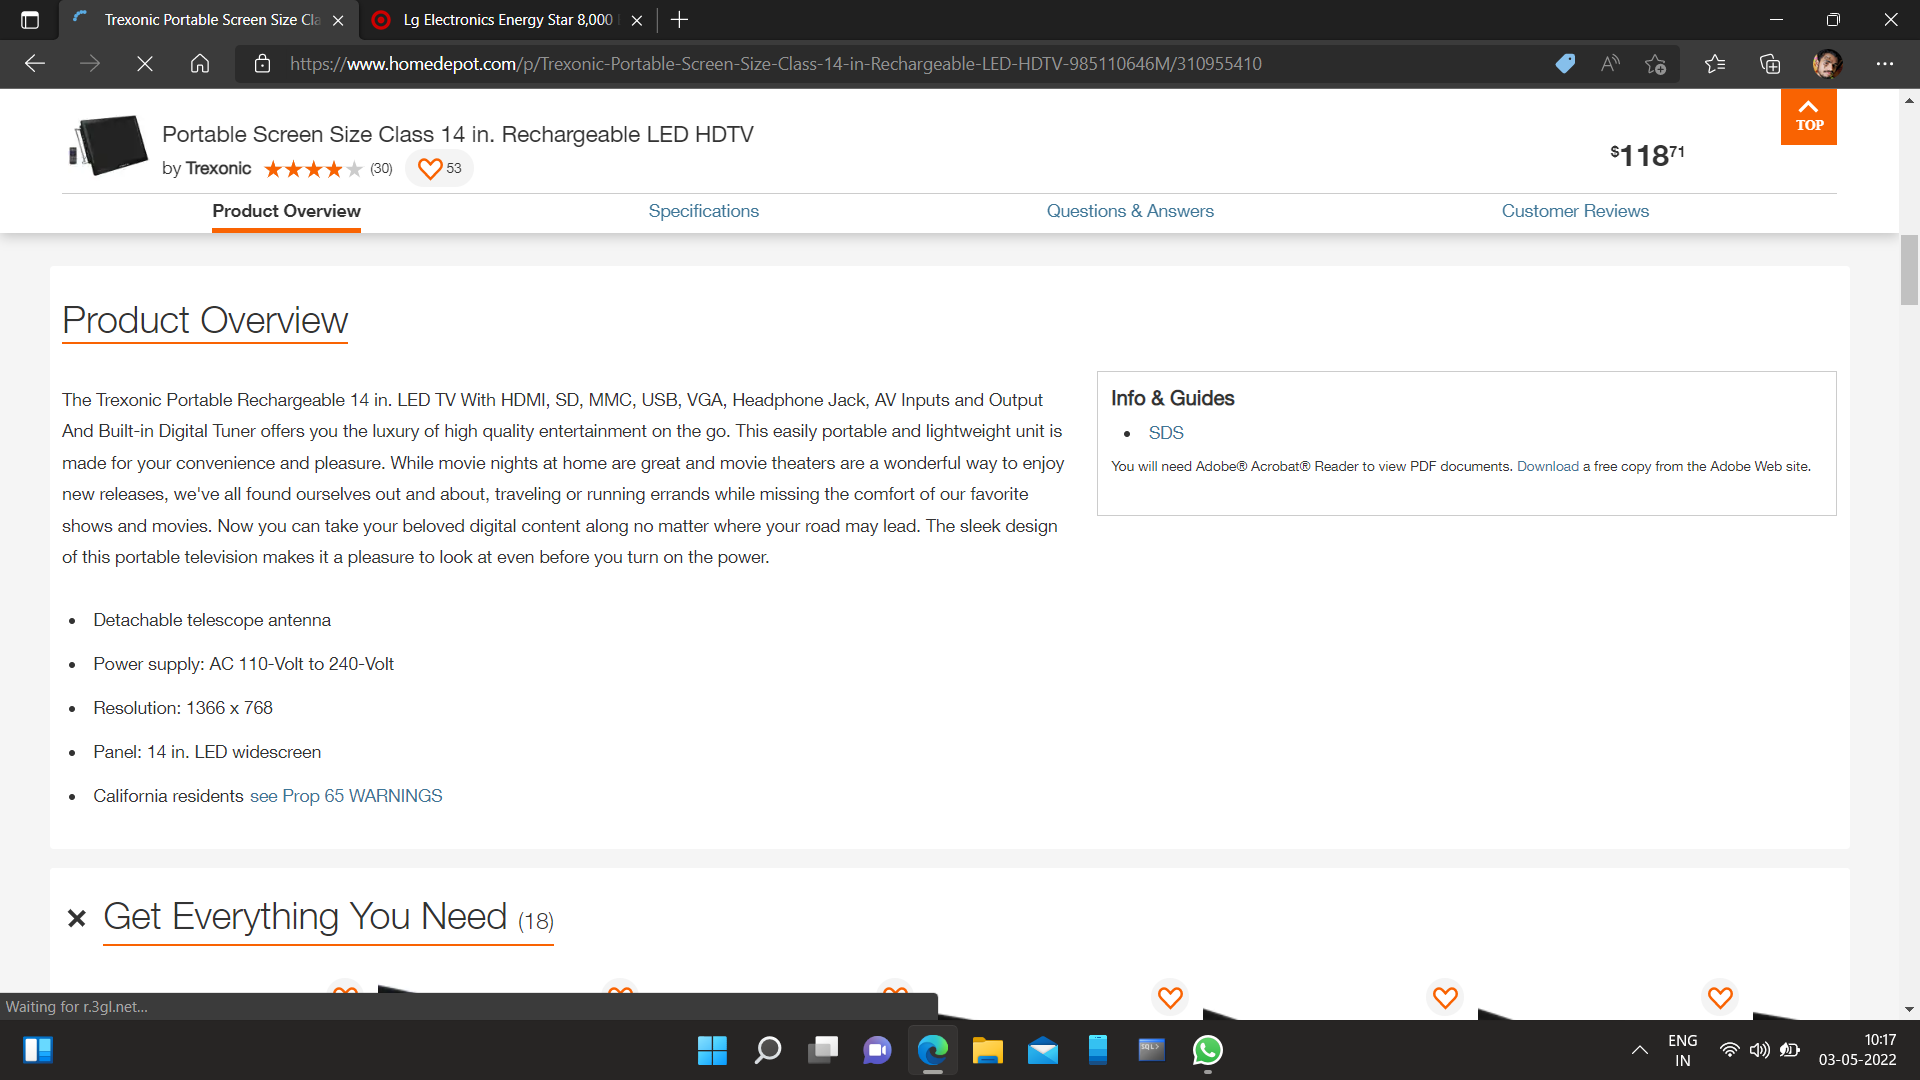 Trexonic Portable Screen Size Cla
Lg Electronics Energy Star 8,000
https://www.homedepot.com/p/Trexonic-Portable-Screen-Size-Class-14-in-Rechargeable-LED-HDTV-985110646M/310955410
TOP
Portable Screen Size Class 14 in. Rechargeable LED HDTV
by Trexonic (30) 53
$118 71
Product Overview Specifications Questions & Answers Customer Reviews
Product Overview
The Trexonic Portable Rechargeable 14 in. LED TV With HDMI, SD, MMC, USB, VGA, Headphone Jack, AV Inputs and Output
And Built-in Digital Tuner offers you the luxury of high quality entertainment on the go. This easily portable and lightweight unit is
made for your convenience and pleasure. While movie nights at home are great and movie theaters are a wonderful way to enjoy
new releases, we've all found ourselves out and about, traveling or running errands while missing the comfort of our favorite
shows and movies. Now you can take your beloved digital content along no matter where your road may lead. The sleek design
of this portable television makes it a pleasure to look at even before you turn on the power.
• Detachable telescope antenna
• Power supply: AC 110-Volt to 240-Volt
• Resolution: 1366 x 768
• Panel: 14 in. LED widescreen
• California residents see Prop 65 WARNINGS
Info & Guides
• SDS
You will need Adobe® Acrobat® Reader to view PDF documents. Download a free copy from the Adobe Web site.
Get Everything You Need (18)
Waiting for r.3gl.net...
SQL>
ENG
IN
10:17
03-05-2022